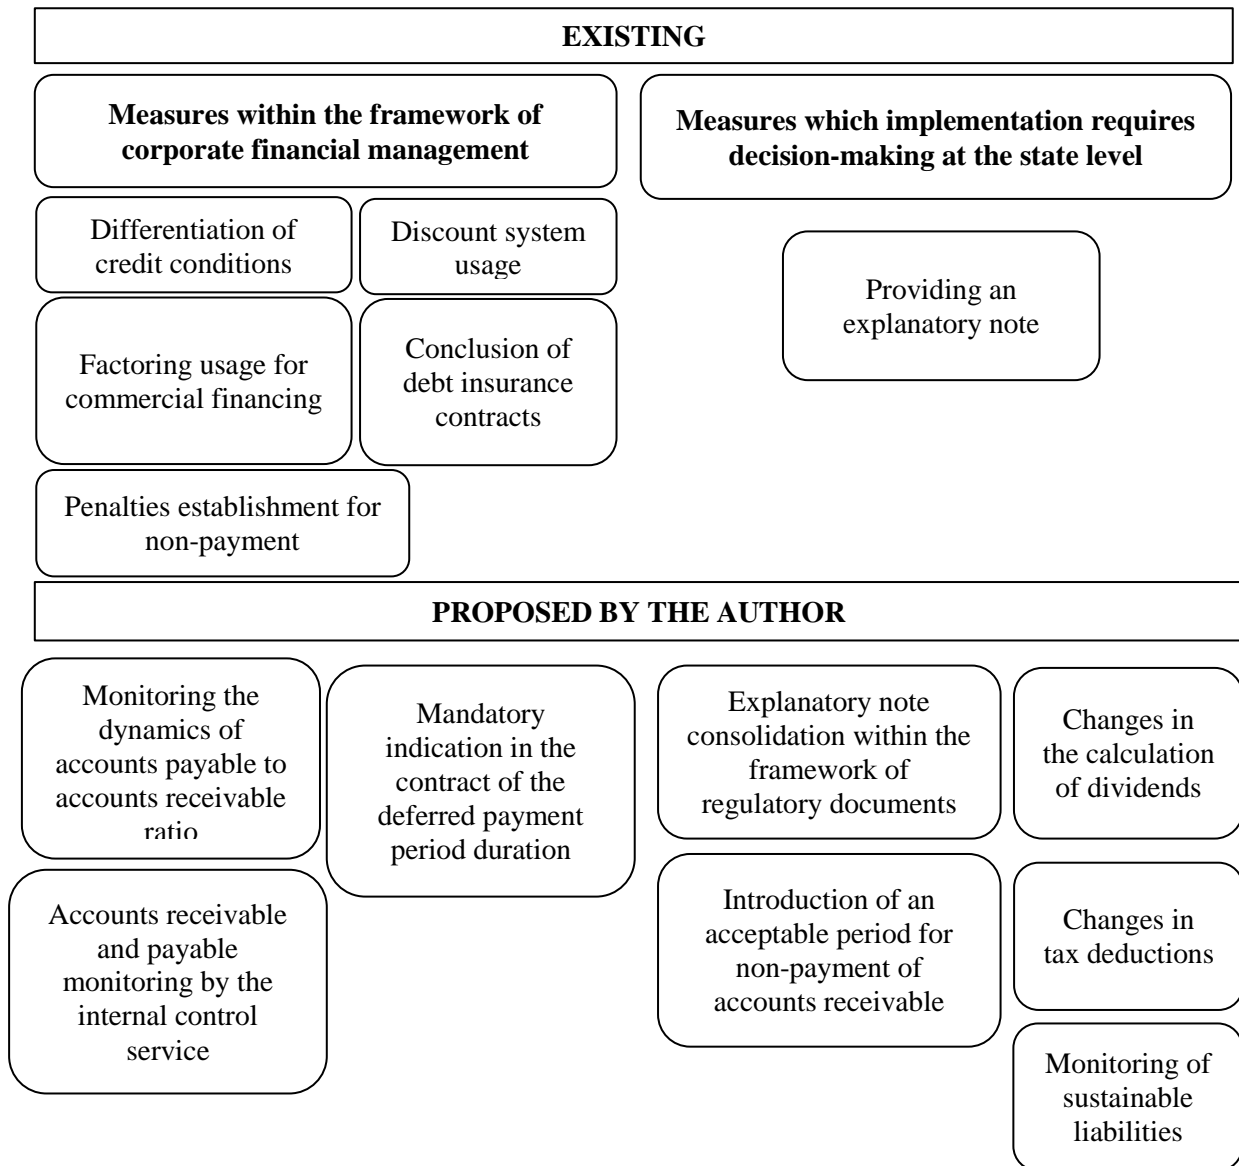 EXISTING
Measures within the framework of
corporate financial management
Measures which implementation requires
decision-making at the state level
Differentiation of
credit conditions
Discount system
usage
Providing an
explanatory note
Factoring usage for
commercial financing
Conclusion of
debt insurance
contracts
Penalties establishment for
non-payment
PROPOSED BY THE AUTHOR
Monitoring the
dynamics of
accounts payable to
accounts receivable
ratio
Mandatory
indication in the
contract of the
deferred payment
period duration
Explanatory note
consolidation within the
framework of
regulatory documents
Changes in
the calculation
of dividends
Accounts receivable
and payable
monitoring by the
internal control
service
Introduction of an
acceptable period for
non-payment of
accounts receivable
Changes in
tax deductions
Monitoring of
sustainable
liabilities